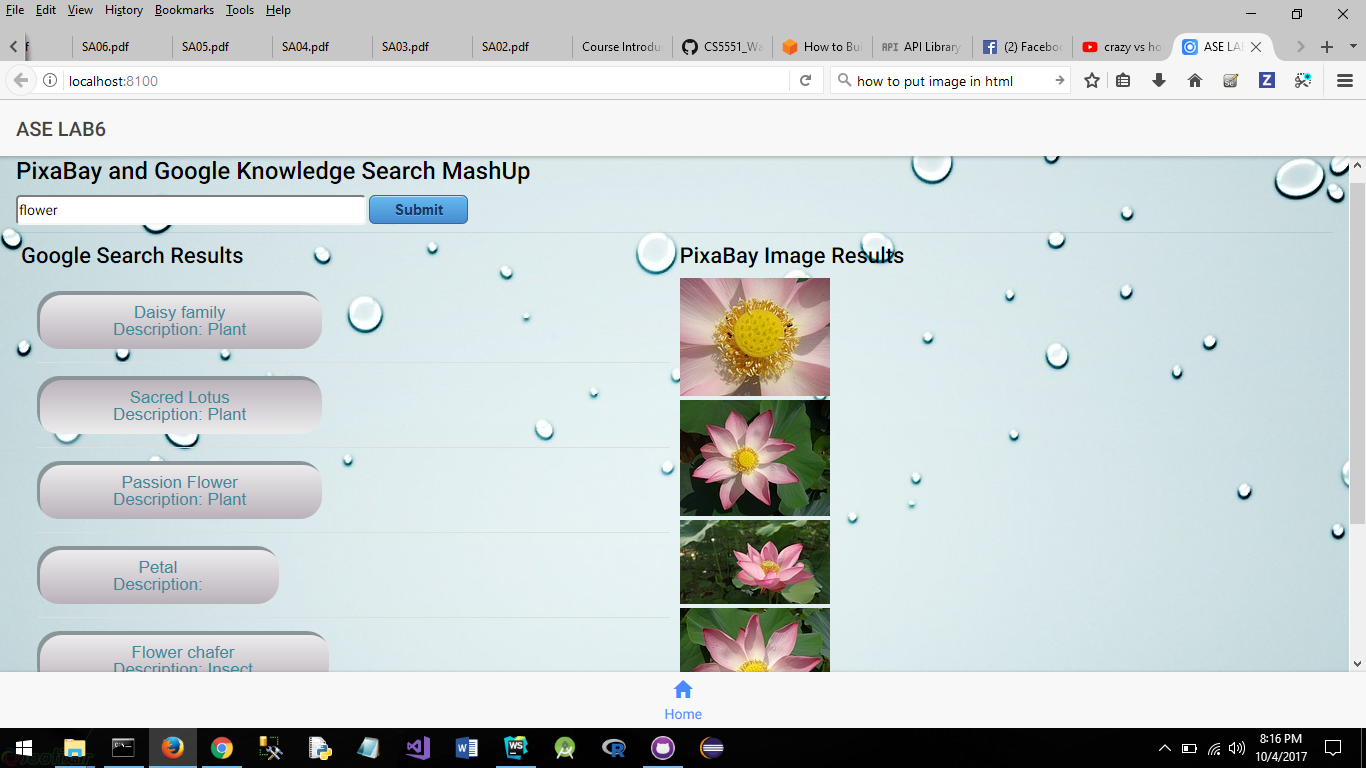 File Edit View History Bookmarks Tools Help
SA06.pdf SA05.pdf SA04.pdf SA03.pdf SA02.pdf Course Introdu CS5551_Wa How to Bui API API Library (2) Faceboo crazy vs ho ASE LA
localhost:8100
how to put image in html
ASE LAB6
PixaBay and Google Knowledge Search MashUp
flower
Submit
Google Search Results
Daisy family
Description: Plant
Sacred Lotus
Description: Plant
Passion Flower
Description: Plant
Petal
Description:
Flower chafer
Description: Insect
PixaBay Image Results
Home
8:16 PM
10/4/2017